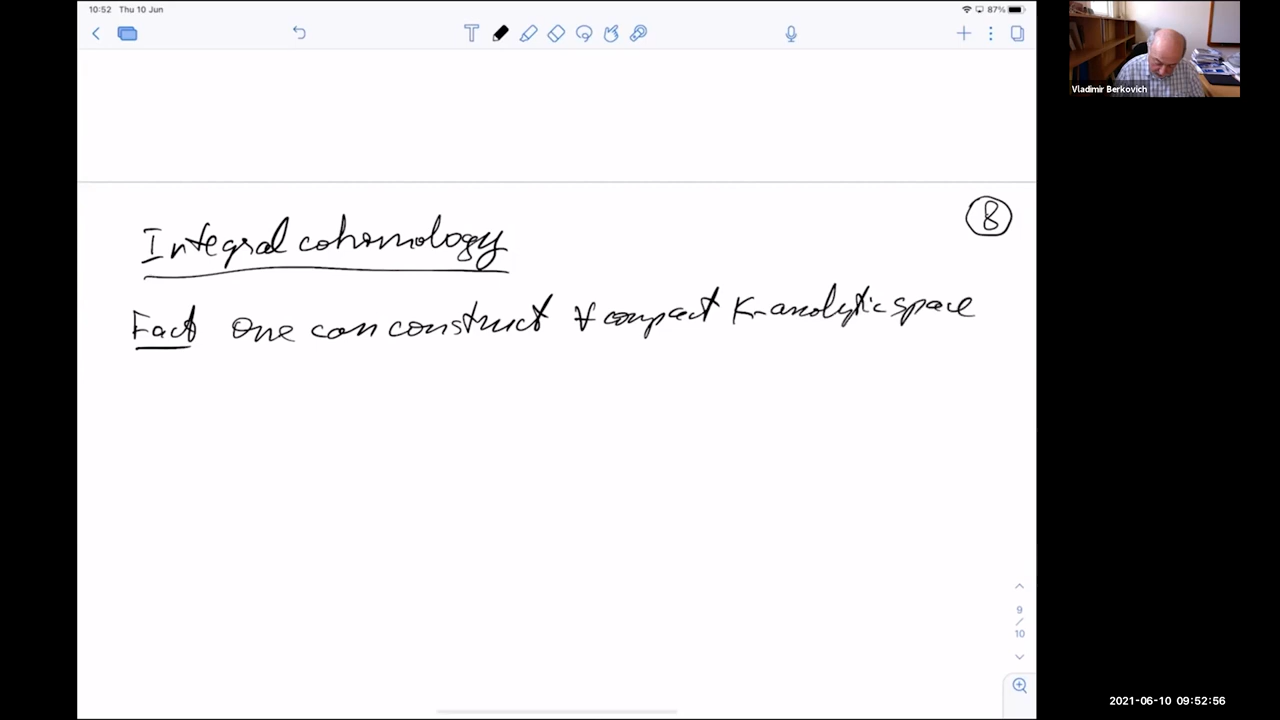 10:52 Thu 10 Jun
87%
Vladimir Berkovich
8
Integral cohomology
Fact One can construct ∀ compact K-analytic space
9
/
10
2021-06-10 09:52:56